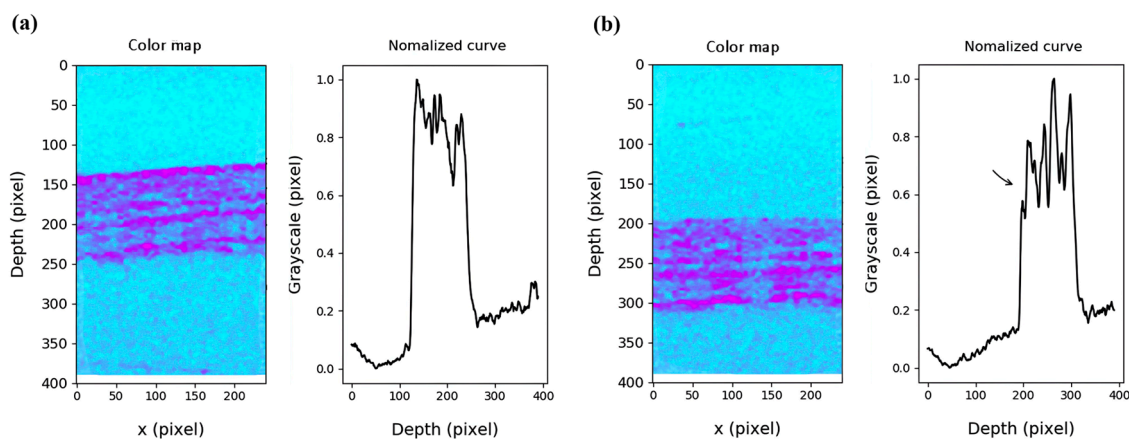 (a)
Color map
Nomalized curve
0
50
100
150
200
250
300
350
400
Depth (pixel)
0 50 100 150 200
x (pixel)
1.0
0.8
0.6
0.4
0.2
0.0
Grayscale (pixel)
0 100 200 300 400
Depth (pixel)
(b)
Color map
Nomalized curve
0
50
100
150
200
250
300
350
400
Depth (pixel)
0 50 100 150 200
x (pixel)
1.0
0.8
0.6
0.4
0.2
0.0
Grayscale (pixel)
0 100 200 300 400
Depth (pixel)